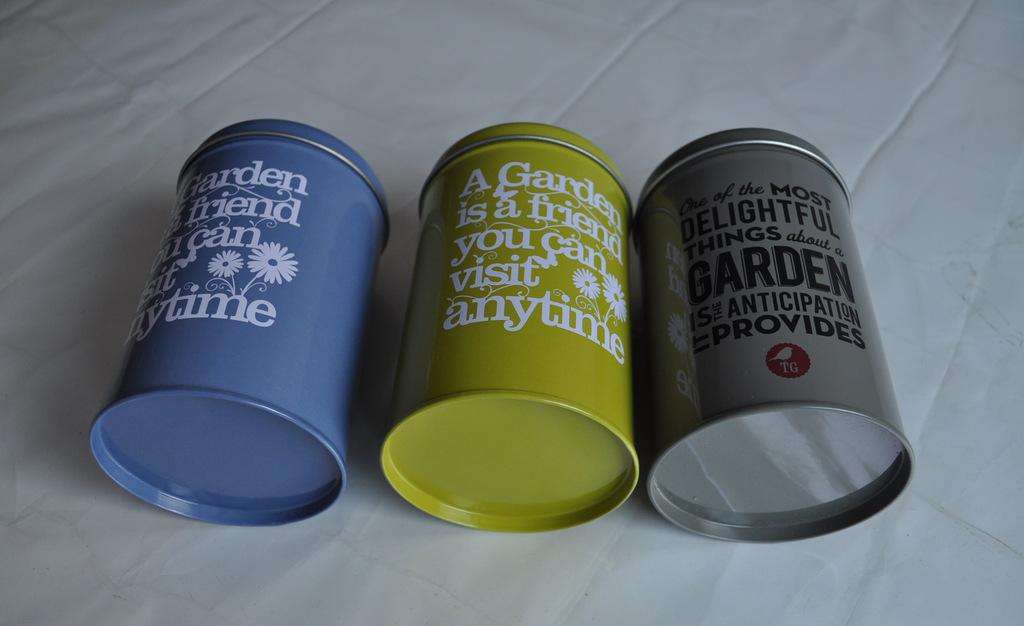 Garden
friend
you can
visit
anytime
A Garden
is a friend
you can
visit
anytime
One of the MOST
DELIGHTFUL
THINGS about a
GARDEN
IS THE ANTICIPATION
IT PROVIDES
TG